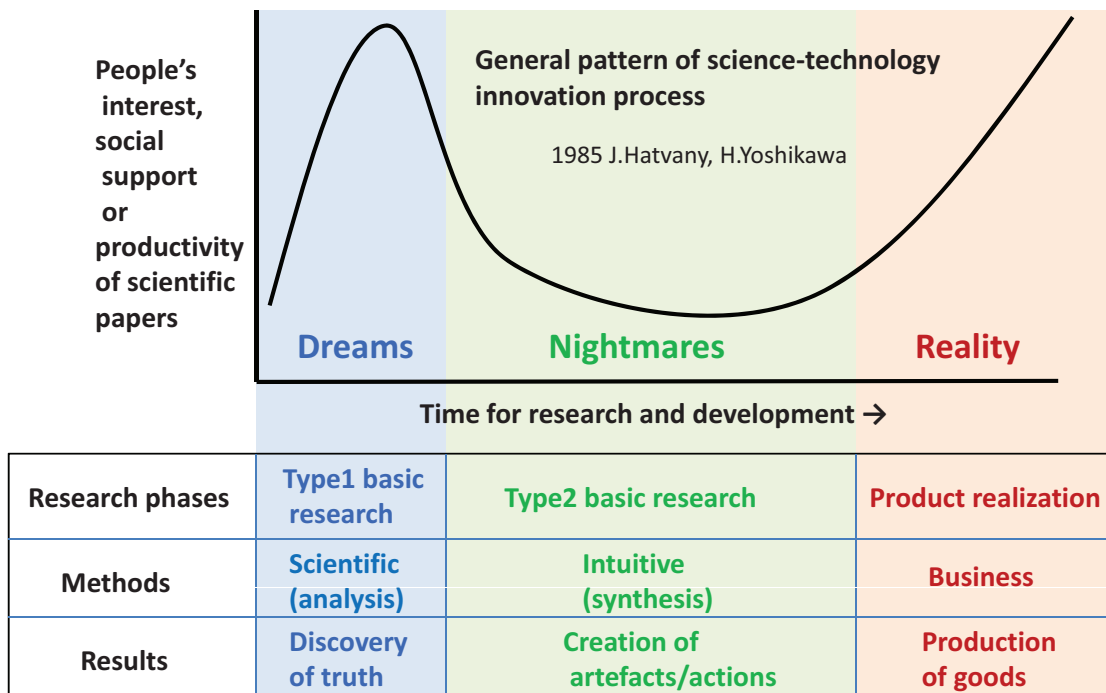 People's
interest,
social
support
or
productivity
of scientific
papers
General pattern of science-technology
innovation process
1985 J.Hatvany, H.Yoshikawa
Dreams
Nightmares
Reality
Time for research and development →
Research phases
Type1 basic
research
Type2 basic research
Product realization
Methods
Scientific
(analysis)
Intuitive
(synthesis)
Business
Results
Discovery
of truth
Creation of
artefacts/actions
Production
of goods